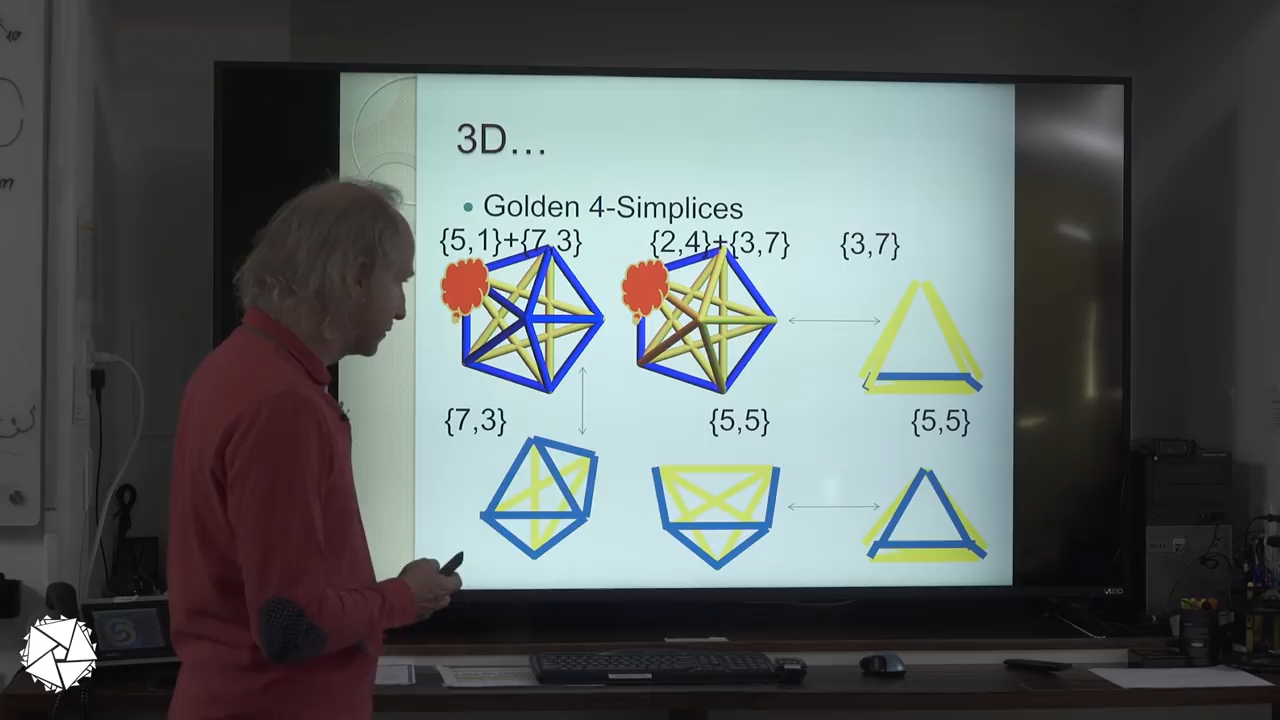 3D…
• Golden 4-Simplices
{5,1}+{7,3} {2,4}+{3,7} {3,7}
{7,3} {5,5} {5,5}
VIZIO